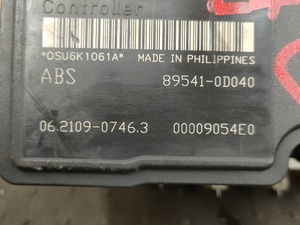 Controller
*OSU6K1061A* MADE IN PHILIPPINES
ABS 89541-0D040
06.2109-0746.3 00009054E0